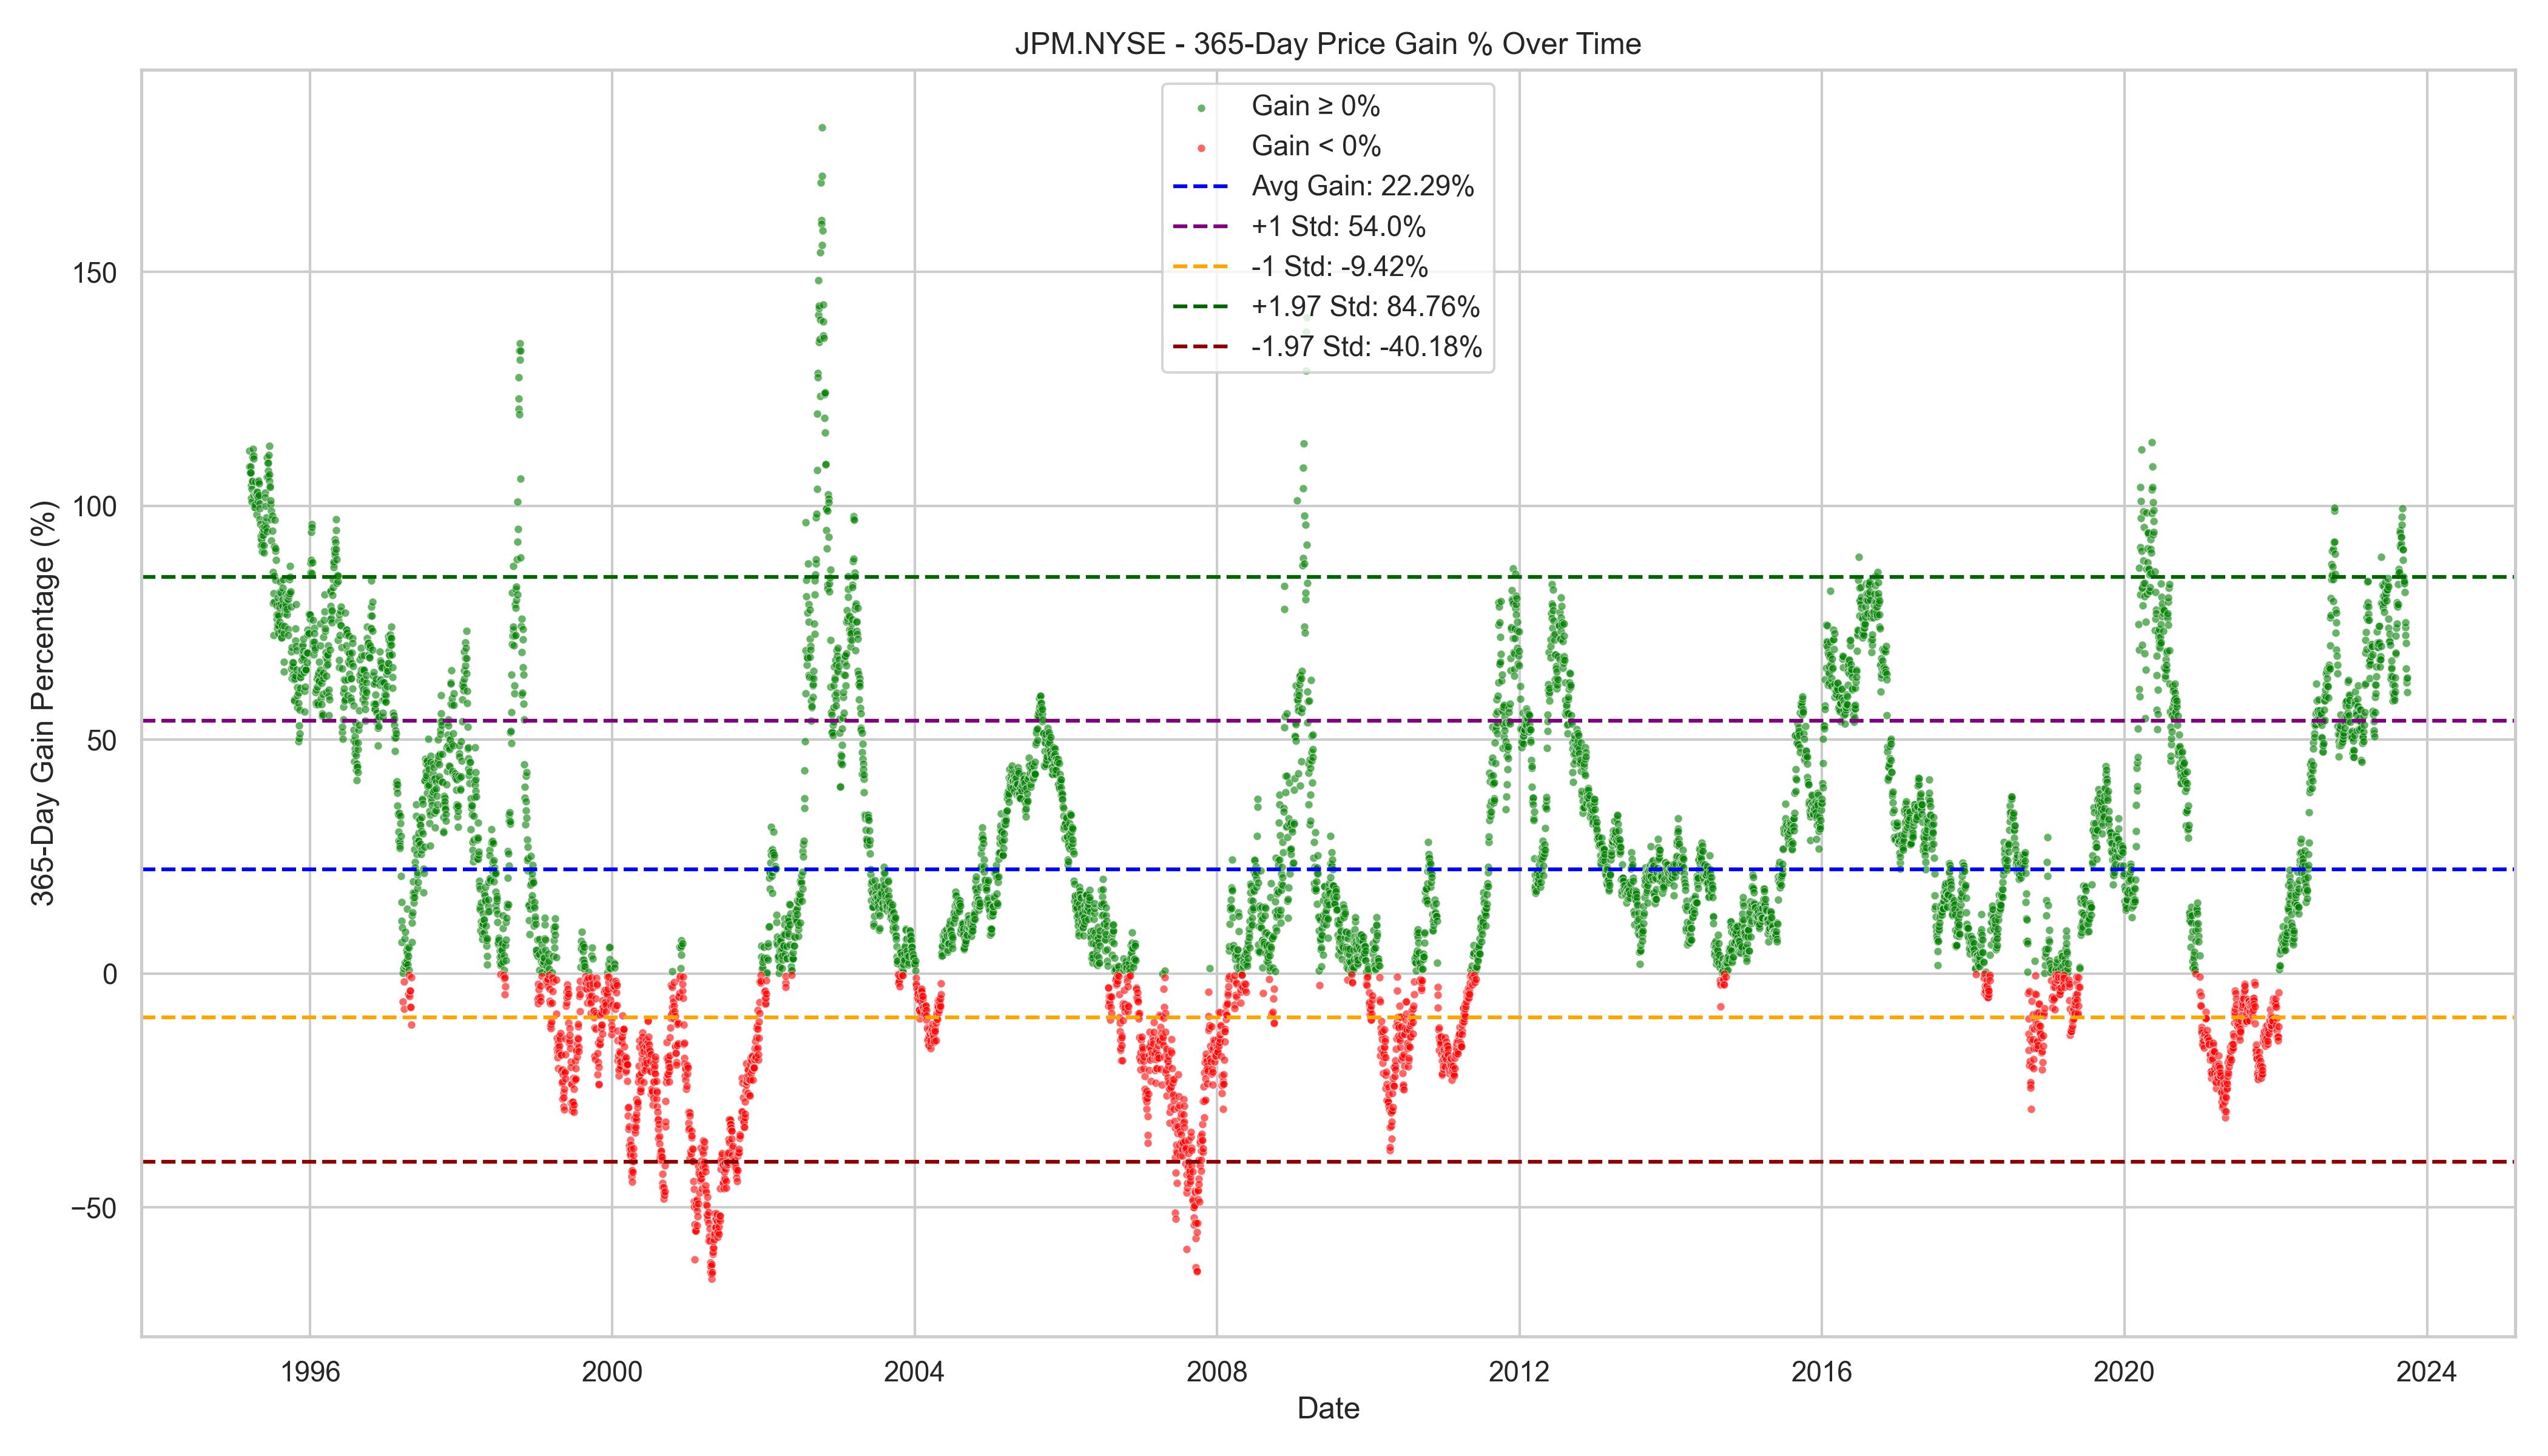 JPM.NYSE - 365-Day Price Gain % Over Time
Gain ≥ 0%
Gain < 0%
Avg Gain: 22.29%
+1 Std: 54.0%
-1 Std: -9.42%
+1.97 Std: 84.76%
-1.97 Std: -40.18%
365-Day Gain Percentage (%)
150
100
50
0
−50
1996
2000
2004
2008
2012
2016
2020
2024
Date